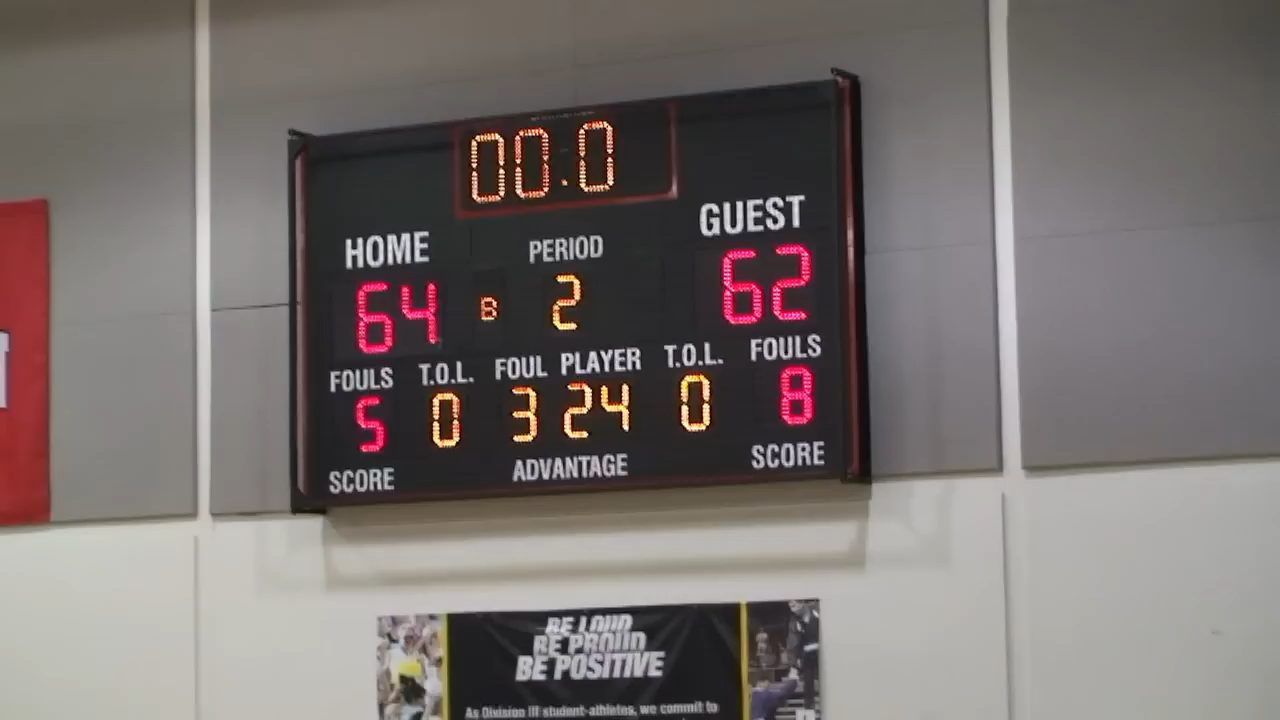 00.0
HOME PERIOD GUEST
64 B 2 62
FOULS T.O.L. FOUL PLAYER T.O.L. FOULS
5 0 3 24 0 8
SCORE ADVANTAGE SCORE
BE LOUD
BE PROUD
BE POSITIVE
As Division III student-athletes, we commit to